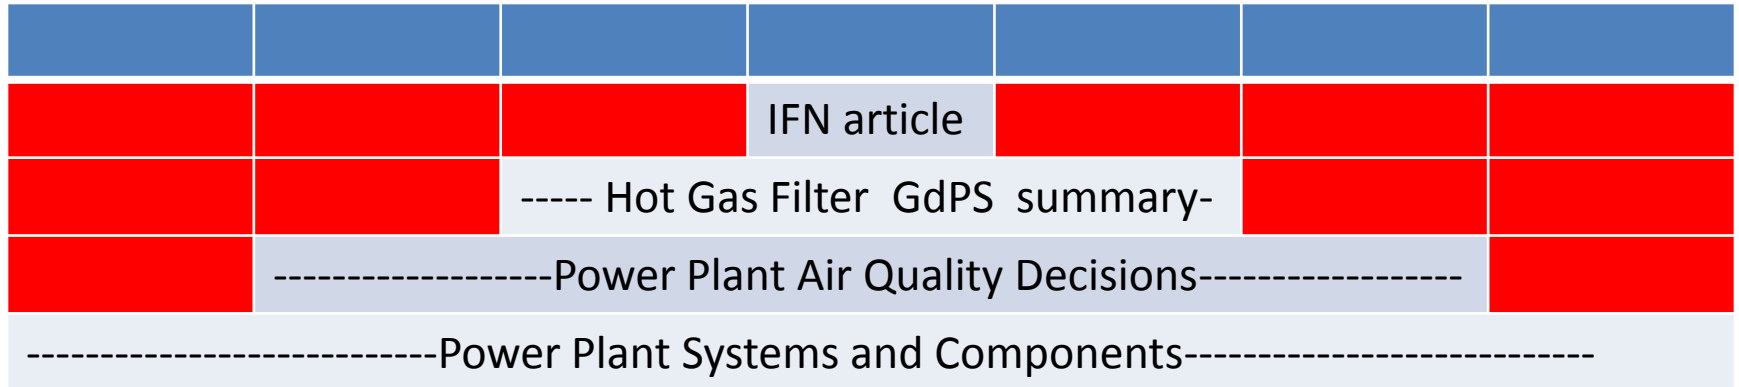 IFN article
----- Hot Gas Filter  GdPS  summary-
-------------------Power Plant Air Quality Decisions------------------
----------------------------Power Plant Systems and Components----------------------------